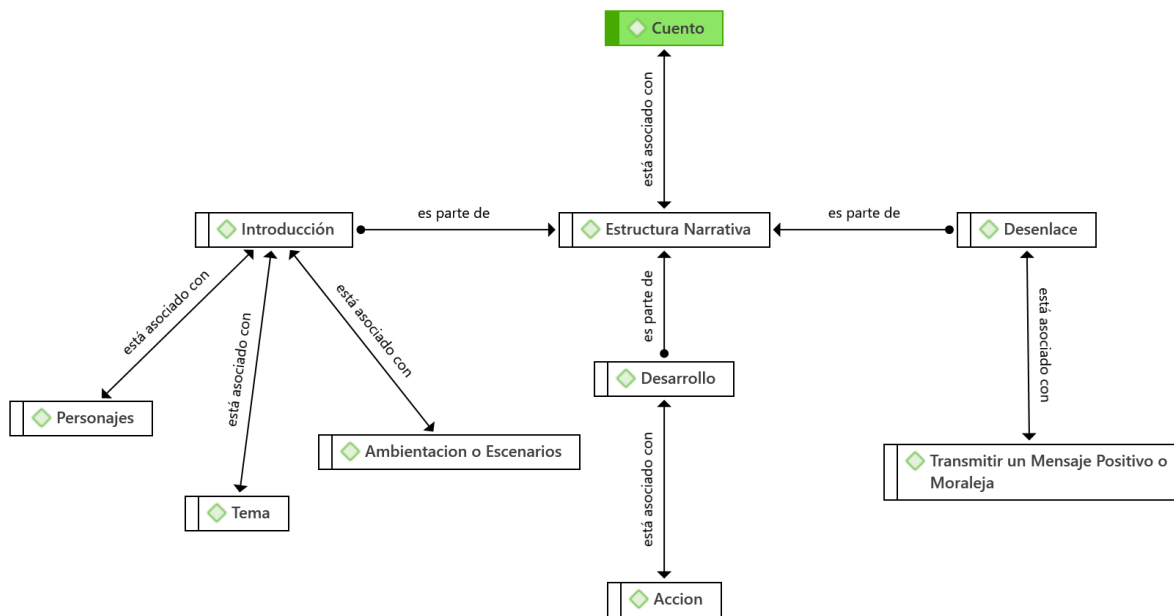 Cuento
está asociado con
Introducción
es parte de
Estructura Narrativa
es parte de
Desenlace
está asociado con
está asociado con
está asociado con
es parte de
está asociado con
Desarrollo
Personajes
Ambientacion o Escenarios
está asociado con
Transmitir un Mensaje Positivo o
Moraleja
Tema
Accion